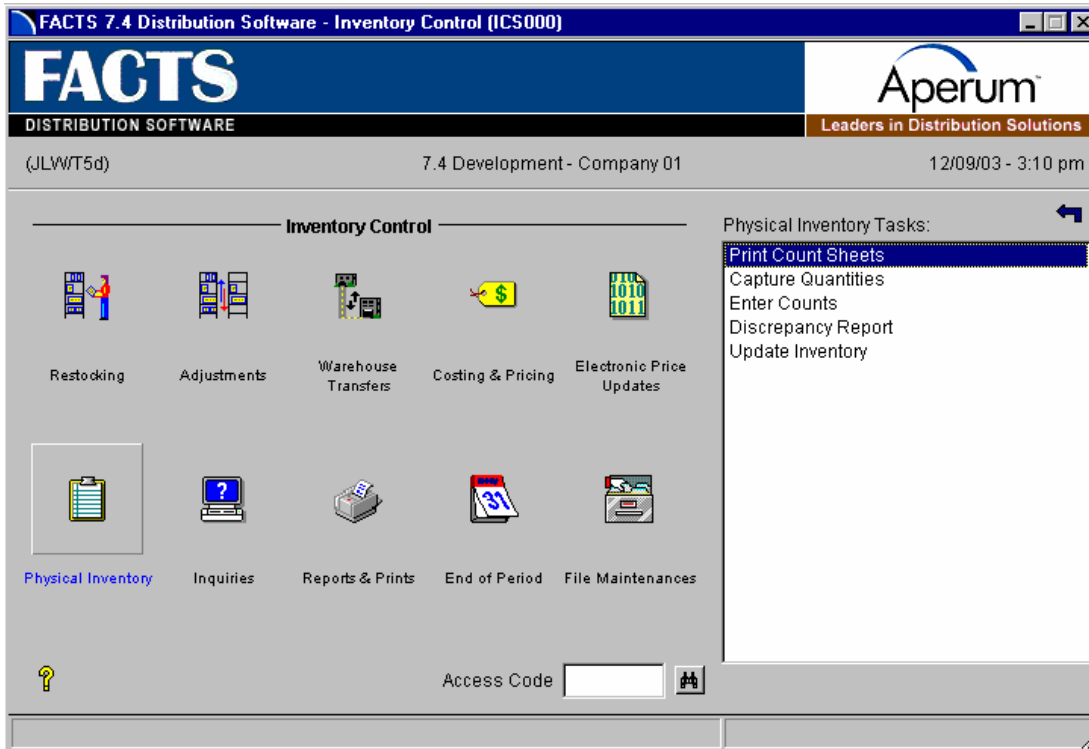 FACTS 7.4 Distribution Software - Inventory Control (ICS000)
FACTS
DISTRIBUTION SOFTWARE
Aperum™
Leaders in Distribution Solutions
(JLW/T5d)
7.4 Development - Company 01
12/09/03 - 3:10 pm
Inventory Control
Restocking
Adjustments
Warehouse
Transfers
Costing & Pricing
Electronic Price
Updates
Physical Inventory
Inquiries
Reports & Prints
End of Period
File Maintenances
Physical Inventory Tasks:
Print Count Sheets
Capture Quantities
Enter Counts
Discrepancy Report
Update Inventory
Access Code